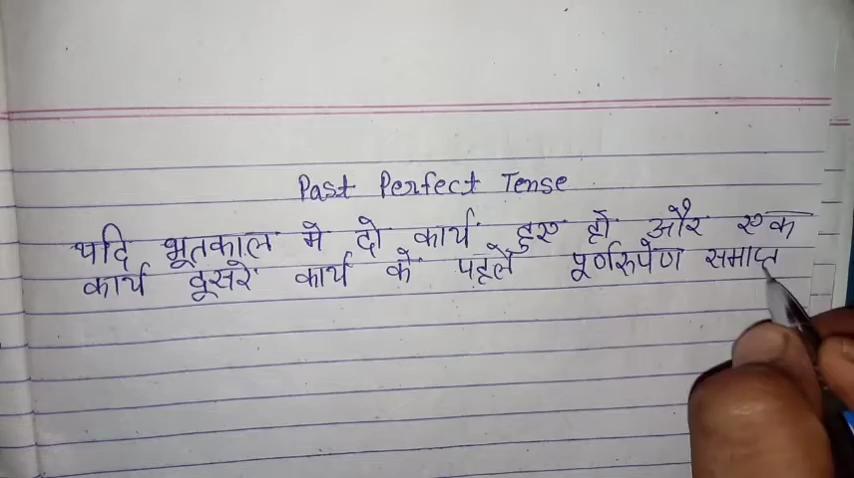 Past Perfect Tense
यदि भूतकाल मे दो कार्य हुए हो और एक
कार्य दूसरे कार्य के पहले पूर्णरुपेण समाप्त